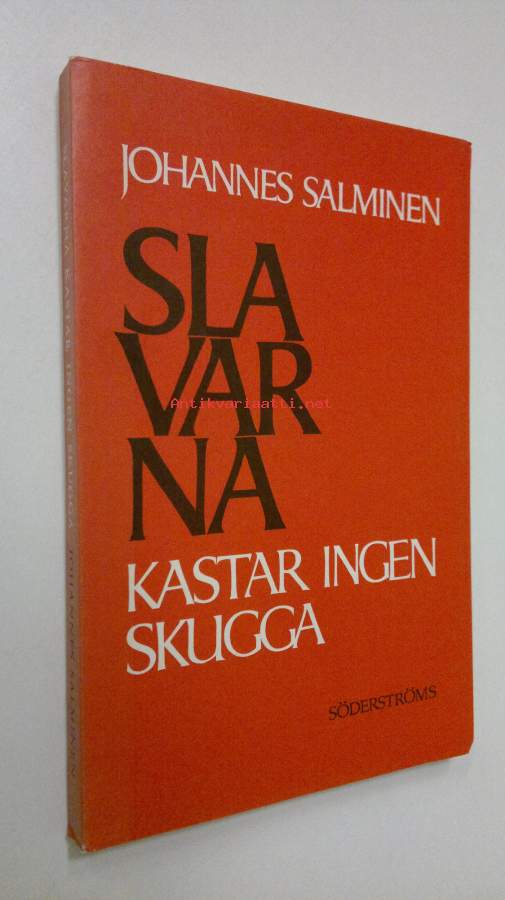 JOHANNES SALMINEN
SLA
VAR
NA
KASTAR INGEN
SKUGGA
SÖDERSTRÖMS
SLAVARNA KASTAR INGEN SKUGGA JOHANNES SALMINEN
Antikvariaatti.net